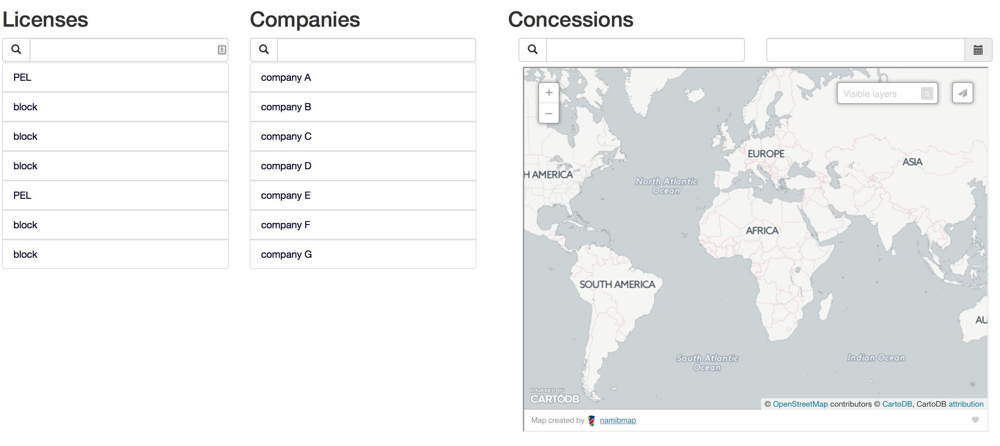 Licenses
PEL
block
block
block
PEL
block
block
Companies
company A
company B
company C
company D
company E
company F
company G
Concessions
+
−
Visible layers 0
EUROPE
ASIA
H AMERICA
North Atlantic
Ocean
AFRICA
SOUTH AMERICA
AU
South Atlantic
Ocean
Indian Ocean
POWERED BY
CARTODB
© OpenStreetMap contributors © CartoDB, CartoDB attribution
Map created by namibmap